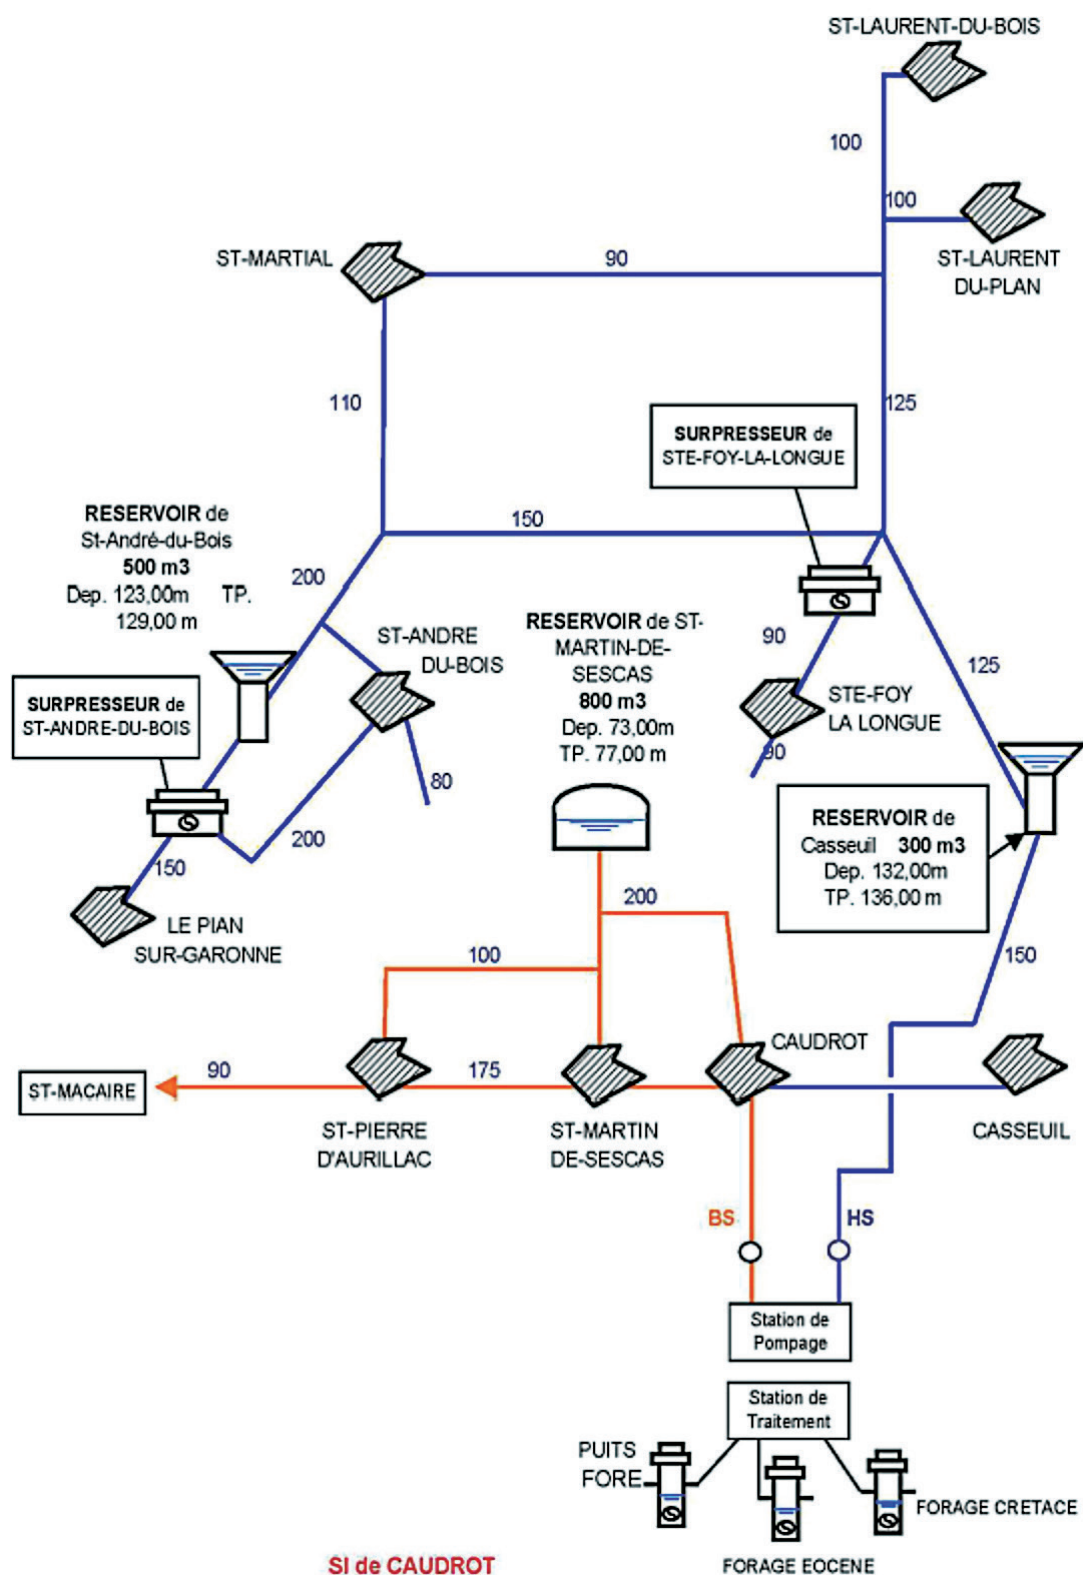 ST-LAURENT-DU-BOIS
100
100
ST-MARTIAL
90
ST-LAURENT
DU-PLAN
110
125
SURPRESSEUR de
STE-FOY-LA-LONGUE
RESERVOIR de
St-André-du-Bois
500 m3
Dep. 123,00m TP.
129,00 m
150
200
ST-ANDRE
DU-BOIS
RESERVOIR de ST-
MARTIN-DE-
SESCAS
800 m3
Dep. 73,00m
TP. 77,00 m
90
125
STE-FOY
LA LONGUE
90
SURPRESSEUR de
ST-ANDRE-DU-BOIS
80
200
150
RESERVOIR de
Casseuil 300 m3
Dep. 132,00m
TP. 136,00 m
LE PIAN
SUR-GARONNE
200
100
150
CAUDROT
ST-MACAIRE
90
175
ST-PIERRE
D'AURILLAC
ST-MARTIN
DE-SESCAS
CASSEUIL
BS
HS
Station de
Pompage
Station de
Traitement
PUITS
FORE
FORAGE CRETACE
FORAGE EOCENE
SI de CAUDROT